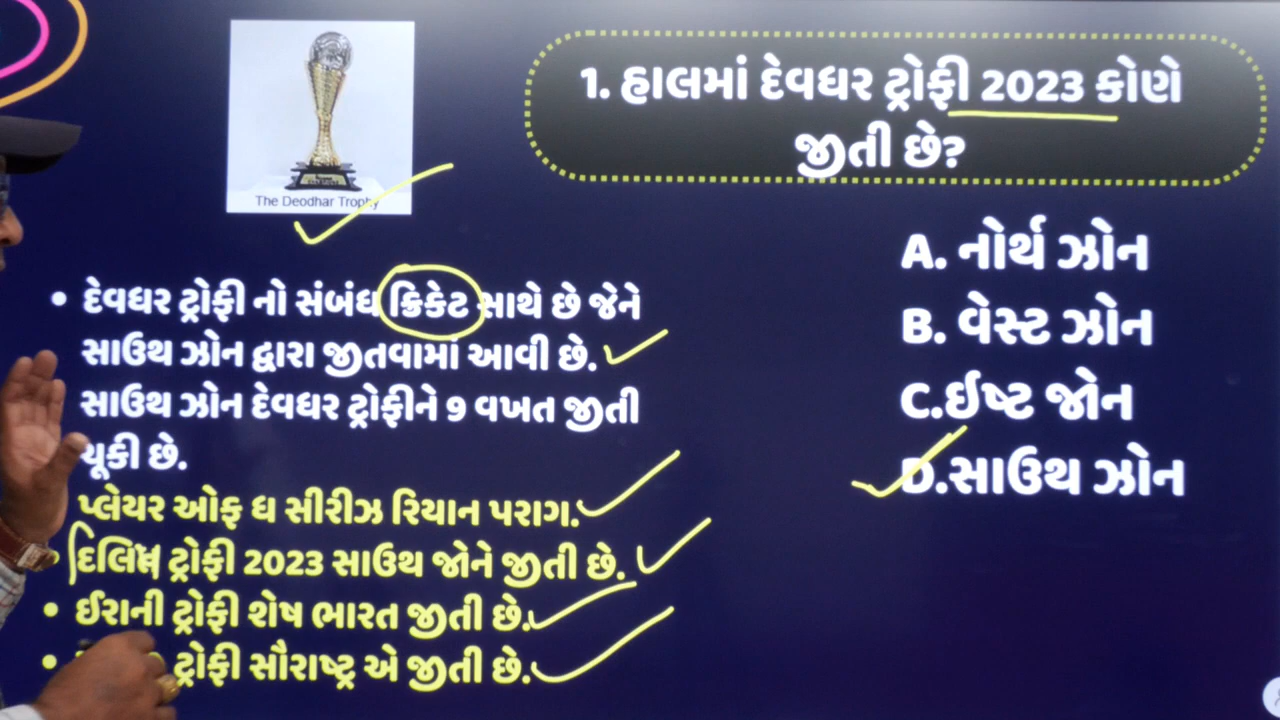 The Deodhar Trophy
1. હાલમાં દેવધર ટ્રોફી 2023 કોણે
જીતી છે?
A. નોર્થ ઝોન
B. વેસ્ટ ઝોન
C.ઇષ્ટ જોન
D.સાઉથ ઝોન
• દેવધર ટ્રોફી નો સંબંધ ક્રિકેટ સાથે છે જેને
સાઉથ ઝોન દ્વારા જીતવામાં આવી છે.
સાઉથ ઝોન દેવધર ટ્રોફીને 9 વખત જીતી
ચૂકી છે.
પ્લેયર ઓફ ધ સીરીઝ રિયાન પરાગ.
• ટ્રોફી 2023 સાઉથ જોને જીતી છે.
• ઈરાની ટ્રોફી શેષ ભારત જીતી છે.
• ટ્રોફી સૌરાષ્ટ્ર એ જીતી છે.